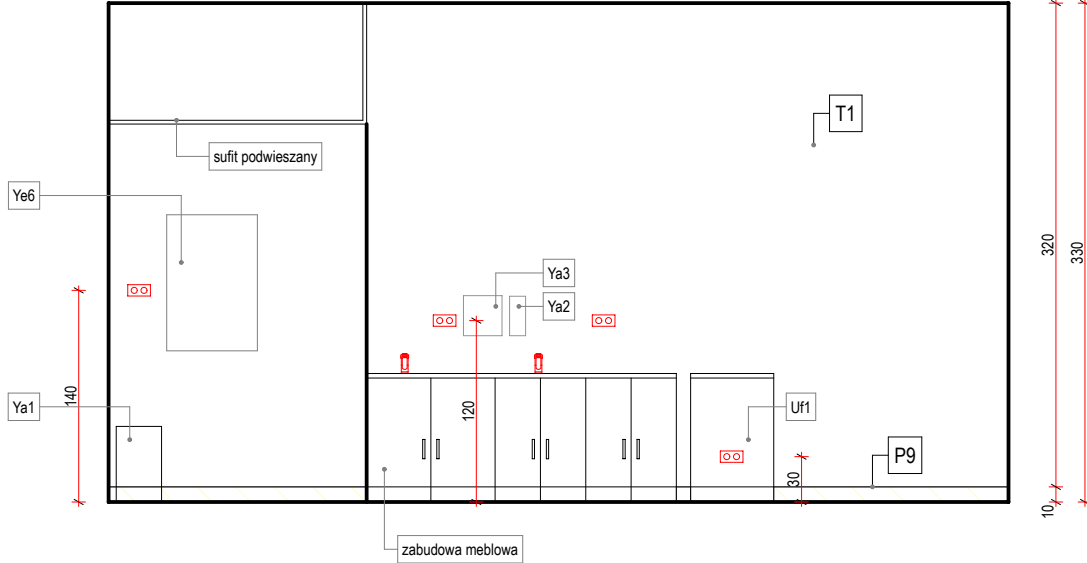 T1
sufit podwieszany
Ye6
320
330
Ya3
Ya2
140
Ya1
120
Uf1
P9
30
10
zabudowa meblowa